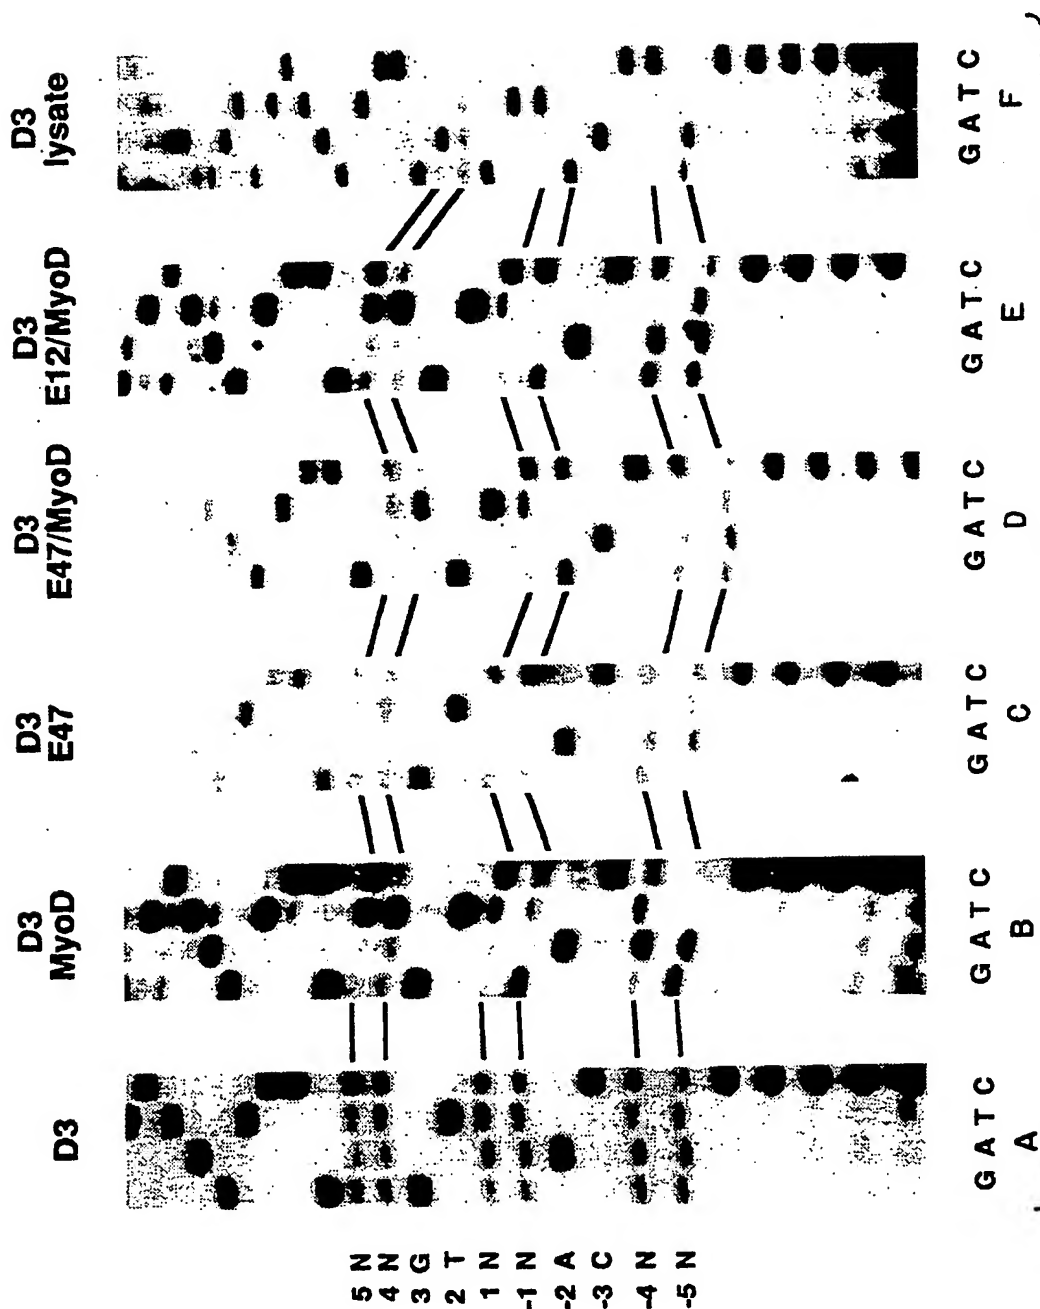 D3
D3
MyoD
D3
E47
D3
E47/MyoD
D3
E12/MyoD
D3
lysate
5 N
4 N
3 G
2 T
1 N
-1 N
-2 A
-3 C
-4 N
-5 N
G A T C
G A T C
G A T C
G A T C
G A T C
G A T C
A
B
C
D
E
F